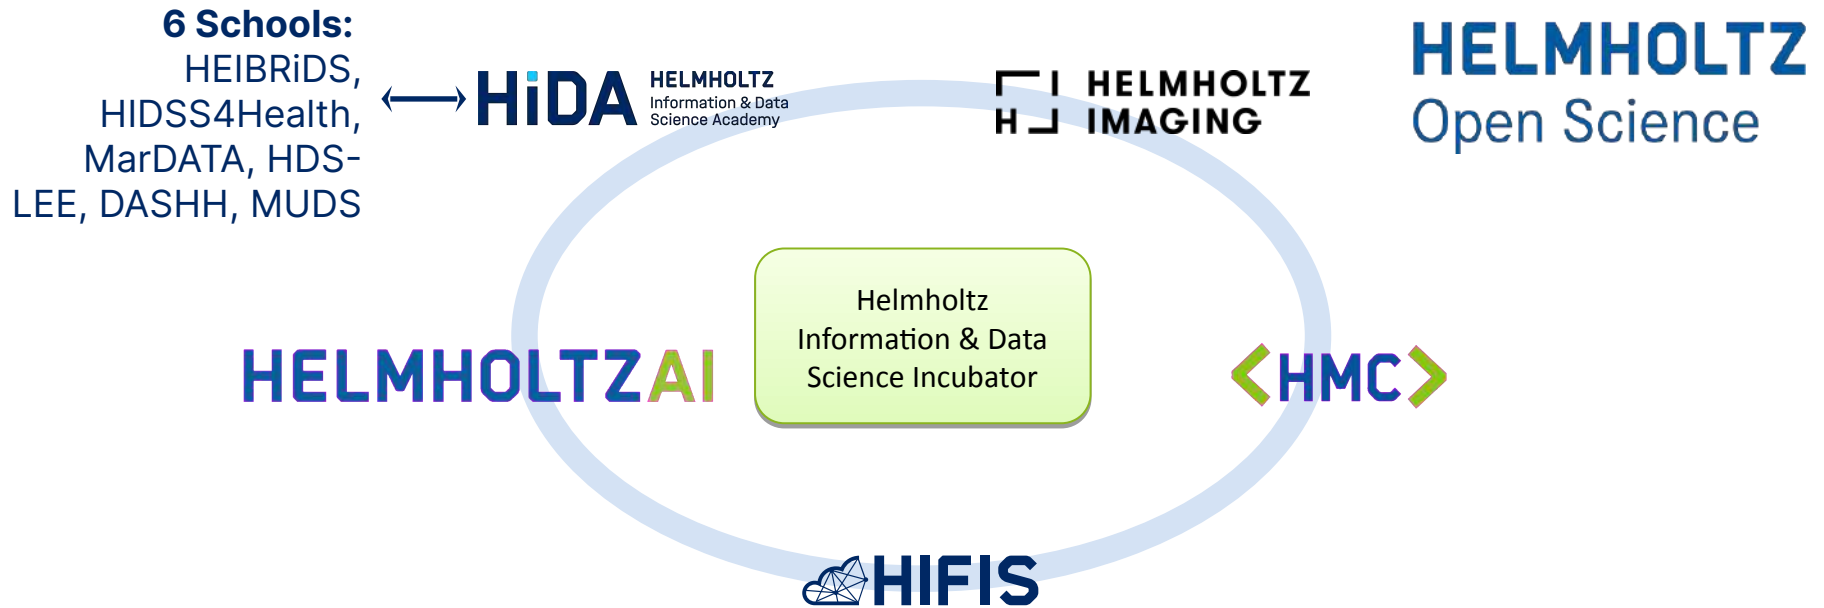 6 Schools:
HEIBRiDS,
HIDSS4Health,
MarDATA, HDS-
LEE, DASHH, MUDS
HiDA
HELMHOLTZ
Information & Data
Science Academy
H
HELMHOLTZ
IMAGING
HELMHOLTZ
Open Science
Helmholtz
Information & Data
Science Incubator
HELMHOLTZAI
<HMC>
HIFIS